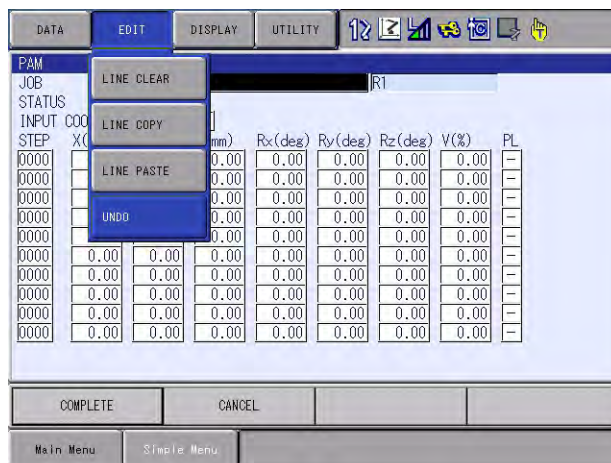 DATA EDIT DISPLAY UTILITY
PAM
LINE CLEAR
JOB R1
STATUS
LINE COPY
INPUT COO
STEP X( mm) Rx(deg) Ry(deg) Rz(deg) V(%) PL
0000 0.00 0.00 0.00 0.00 0.00 -
0000 0.00 0.00 0.00 0.00 0.00 -
LINE PASTE
0000 0.00 0.00 0.00 0.00 0.00 -
0000 0.00 0.00 0.00 0.00 0.00 -
UNDO
0000 0.00 0.00 0.00 0.00 0.00 -
0000 0.00 0.00 0.00 0.00 0.00 0.00 0.00 -
0000 0.00 0.00 0.00 0.00 0.00 0.00 0.00 -
0000 0.00 0.00 0.00 0.00 0.00 0.00 0.00 -
0000 0.00 0.00 0.00 0.00 0.00 0.00 0.00 -
0000 0.00 0.00 0.00 0.00 0.00 0.00 0.00 -
COMPLETE CANCEL
Main Menu Simple Menu